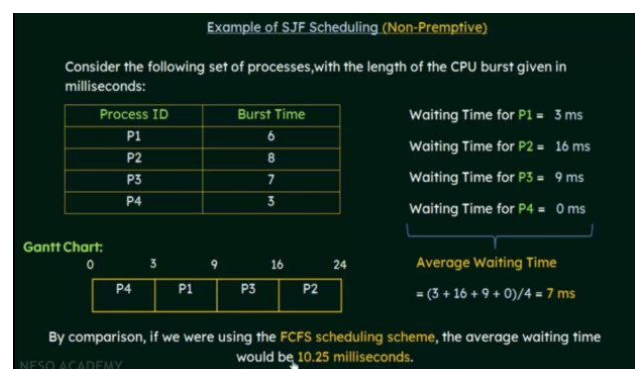 Example of SJF Scheduling (Non-Premptive)
Consider the following set of processes,with the length of the CPU burst given in
milliseconds:
Process ID Burst Time
P1 6
P2 8
P3 7
P4 3
Waiting Time for P1 = 3 ms
Waiting Time for P2 = 16 ms
Waiting Time for P3 = 9 ms
Waiting Time for P4 = 0 ms
Gantt Chart:
0 3 9 16 24
P4 P1 P3 P2
Average Waiting Time
= (3 + 16 + 9 + 0)/4 = 7 ms
By comparison, if we were using the FCFS scheduling scheme, the average waiting time
would be 10.25 milliseconds.
NESO ACADEMY